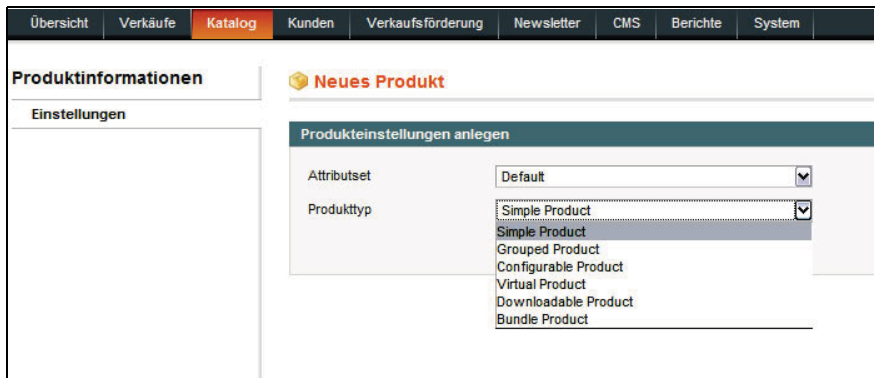 Übersicht Verkäufe Katalog Kunden Verkaufsförderung Newsletter CMS Berichte System
Produktinformationen
Einstellungen
Neues Produkt
Produkteinstellungen anlegen
Attributset Default
Produkttyp Simple Product
Simple Product
Grouped Product
Configurable Product
Virtual Product
Downloadable Product
Bundle Product